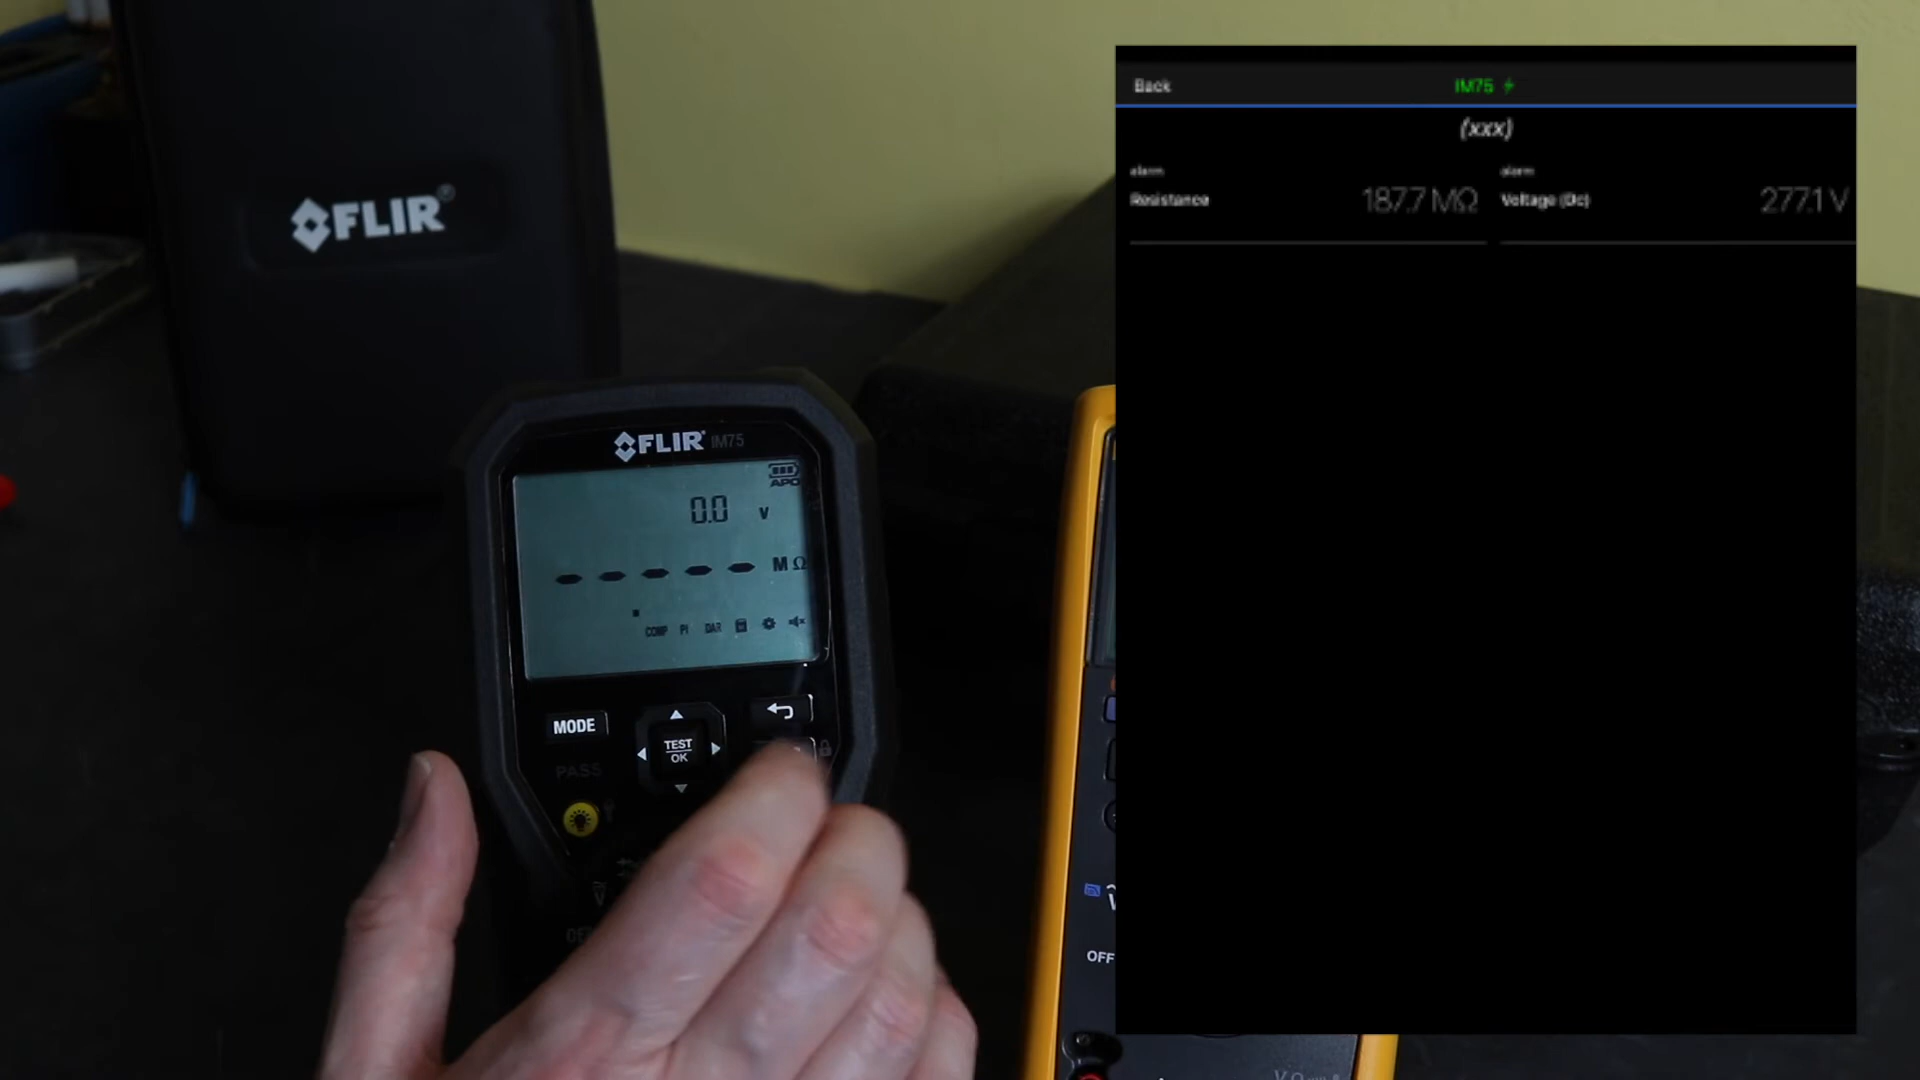 FLIR®
FLIR® IM75
APO
0.0 V
- - - - - MΩ
COMP PI DAR
MODE
TEST
OK
PASS
OFF
Back
IM75
(xxx)
alarm
Resistance
187.7 MΩ
alarm
Voltage (Dc)
277.1 V